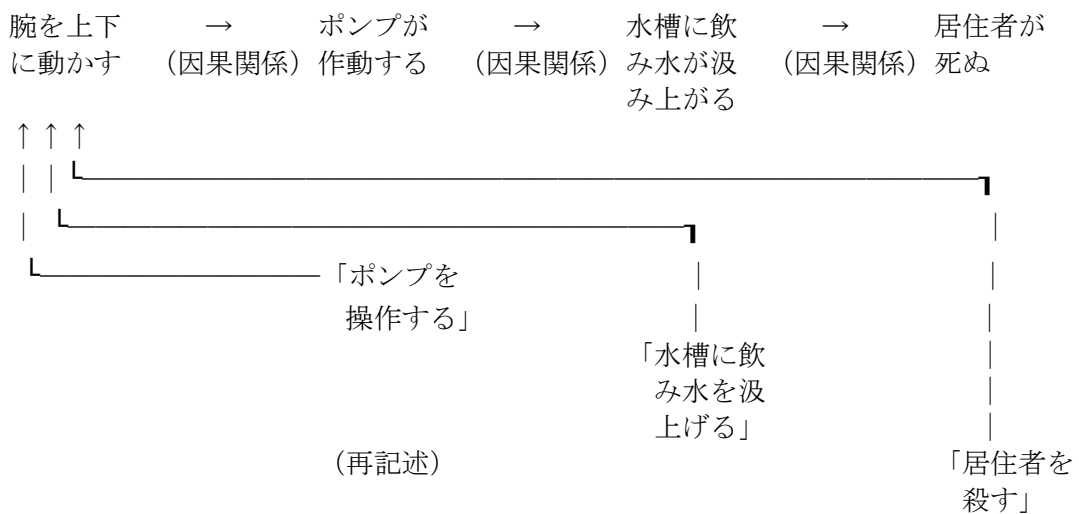 腕を上下 → ポンプが → 水槽に飲 → 居住者が
に動かす (因果関係) 作動する (因果関係) み水が汲 (因果関係) 死ぬ
み上がる
↑ ↑ ↑
「ポンプを
操作する」
「水槽に飲
み水を汲
上げる」
(再記述) 「居住者を
殺す」